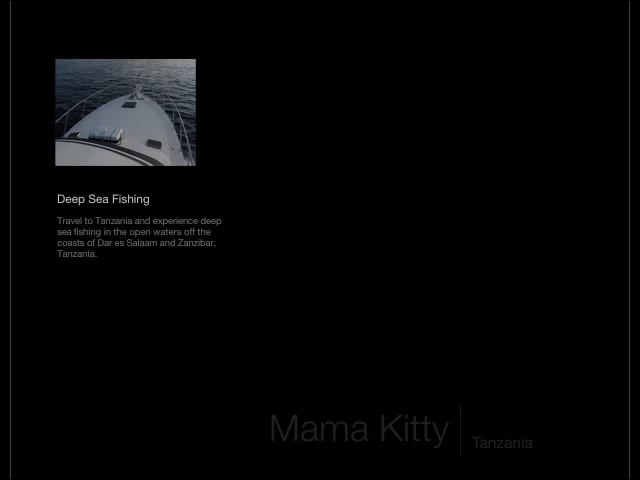 Deep Sea Fishing
Travel to Tanzania and experience deep
sea fishing in the open waters off the
coasts of Dar es Salaam and Zanzibar,
Tanzania.
Mama Kitty
Tanzania